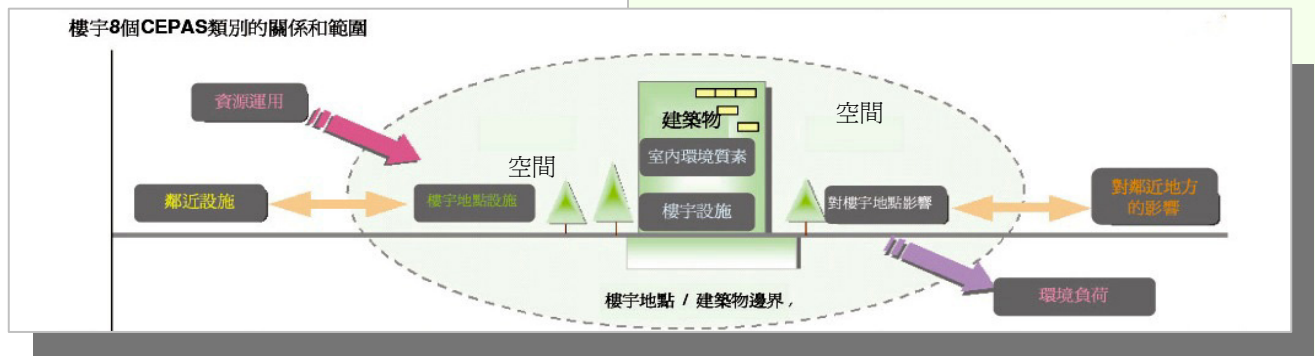 樓宇8個CEPAS類別的關係和範圍
資源運用
建築物
空間
室內環境質素
空間
鄰近設施
樓宇地點設施
樓宇設施
對樓宇地點影響
對鄰近地方
的影響
樓宇地點 / 建築物邊界,
環境負荷